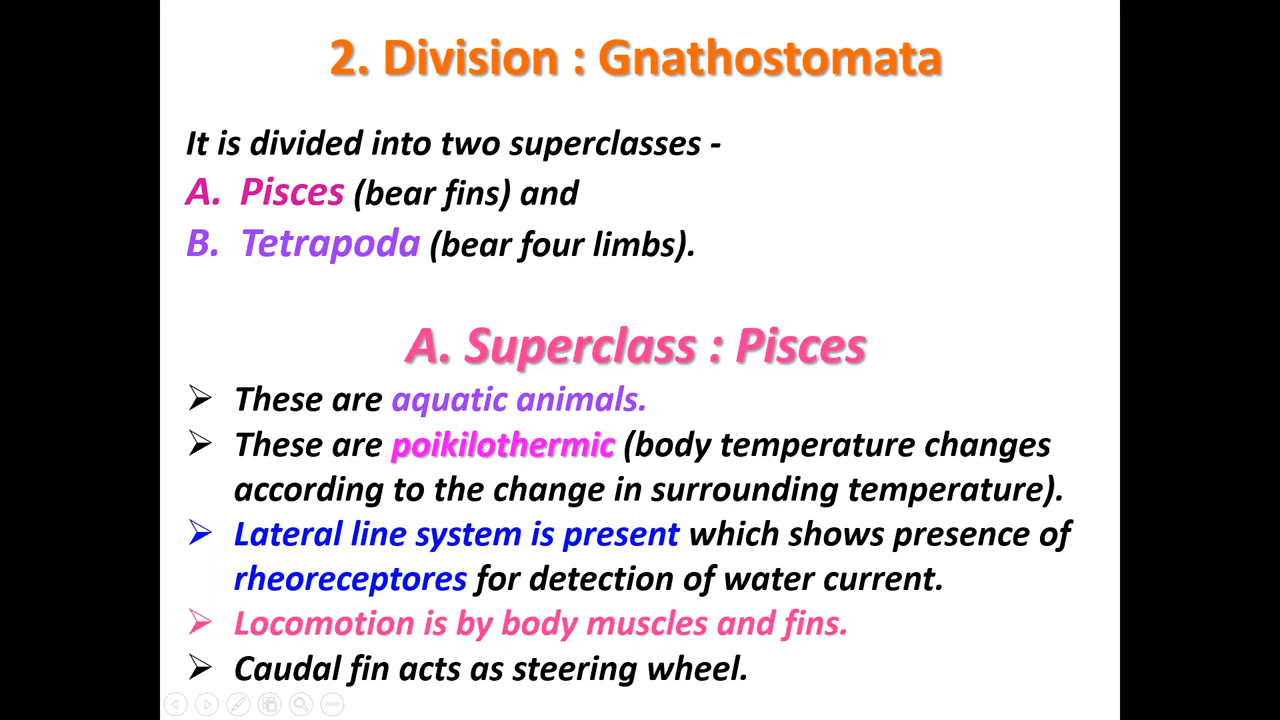 2. Division : Gnathostomata
It is divided into two superclasses -
A. Pisces (bear fins) and
B. Tetrapoda (bear four limbs).
A. Superclass : Pisces
➢ These are aquatic animals.
➢ These are poikilothermic (body temperature changes
according to the change in surrounding temperature).
➢ Lateral line system is present which shows presence of
rheoreceptores for detection of water current.
➢ Locomotion is by body muscles and fins.
➢ Caudal fin acts as steering wheel.